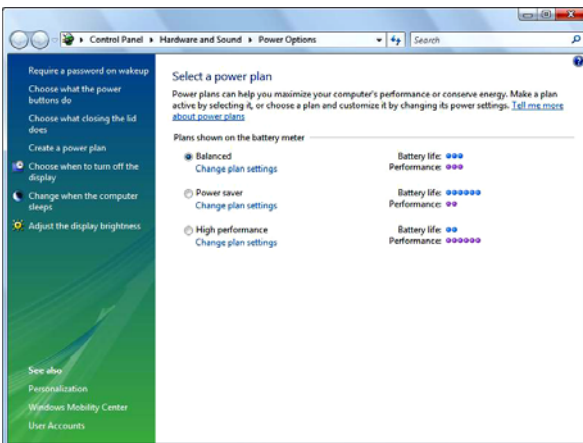 Control Panel ▸ Hardware and Sound ▸ Power Options
Search
Require a password on wakeup
Choose what the power
buttons do
Choose what closing the lid
does
Create a power plan
Choose when to turn off the
display
Change when the computer
sleeps
Adjust the display brightness
See also
Personalization
Windows Mobility Center
User Accounts
Select a power plan
Power plans can help you maximize your computer's performance or conserve energy. Make a plan
active by selecting it, or choose a plan and customize it by changing its power settings. Tell me more
about power plans
Plans shown on the battery meter
Balanced Battery life:
Change plan settings Performance:
Power saver Battery life:
Change plan settings Performance:
High performance Battery life:
Change plan settings Performance: